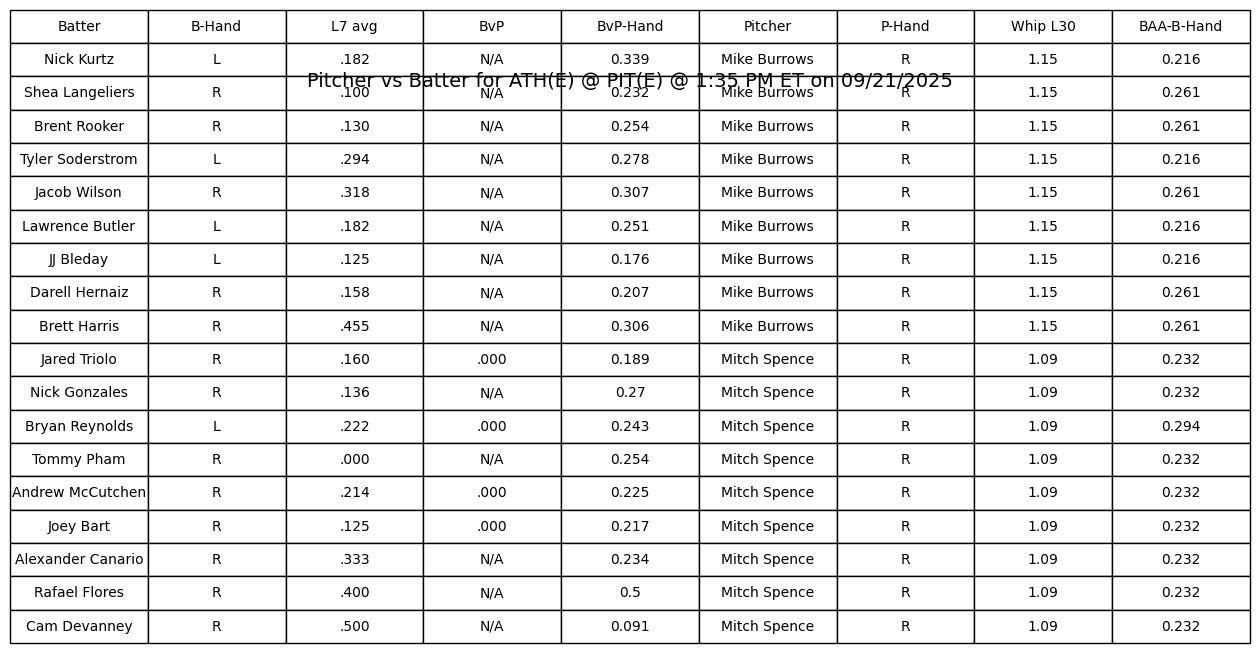 Batter B-Hand L7 avg BvP BvP-Hand Pitcher P-Hand Whip L30 BAA-B-Hand
Nick Kurtz L .182 N/A 0.339 Mike Burrows R 1.15 0.216
Pitcher vs Batter for ATH(E) @ PIT(E) @ 1:35 PM ET on 09/21/2025
Shea Langeliers R .100 N/A 0.232 Mike Burrows R 1.15 0.261
Brent Rooker R .130 N/A 0.254 Mike Burrows R 1.15 0.261
Tyler Soderstrom L .294 N/A 0.278 Mike Burrows R 1.15 0.216
Jacob Wilson R .318 N/A 0.307 Mike Burrows R 1.15 0.261
Lawrence Butler L .182 N/A 0.251 Mike Burrows R 1.15 0.216
JJ Bleday L .125 N/A 0.176 Mike Burrows R 1.15 0.216
Darell Hernaiz R .158 N/A 0.207 Mike Burrows R 1.15 0.261
Brett Harris R .455 N/A 0.306 Mike Burrows R 1.15 0.261
Jared Triolo R .160 .000 0.189 Mitch Spence R 1.09 0.232
Nick Gonzales R .136 N/A 0.27 Mitch Spence R 1.09 0.232
Bryan Reynolds L .222 .000 0.243 Mitch Spence R 1.09 0.294
Tommy Pham R .000 N/A 0.254 Mitch Spence R 1.09 0.232
Andrew McCutchen R .214 .000 0.225 Mitch Spence R 1.09 0.232
Joey Bart R .125 .000 0.217 Mitch Spence R 1.09 0.232
Alexander Canario R .333 N/A 0.234 Mitch Spence R 1.09 0.232
Rafael Flores R .400 N/A 0.5 Mitch Spence R 1.09 0.232
Cam Devanney R .500 N/A 0.091 Mitch Spence R 1.09 0.232